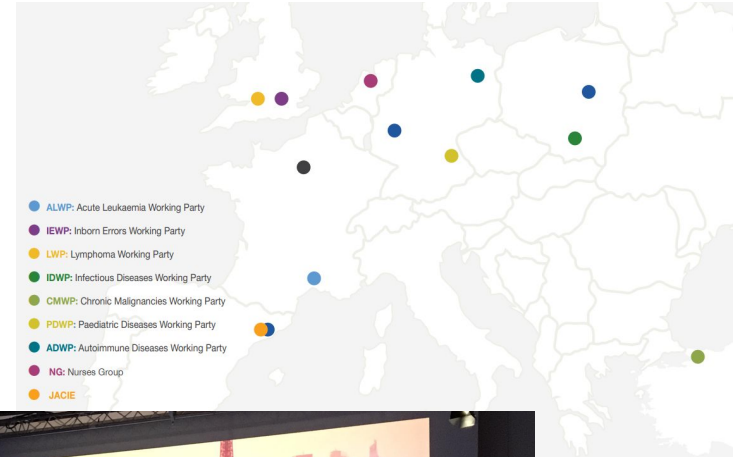 ALWP: Acute Leukaemia Working Party
IEWP: Inborn Errors Working Party
LWP: Lymphoma Working Party
IDWP: Infectious Diseases Working Party
CMWP: Chronic Malignancies Working Party
PDWP: Paediatric Diseases Working Party
ADWP: Autoimmune Diseases Working Party
NG: Nurses Group
JACIE